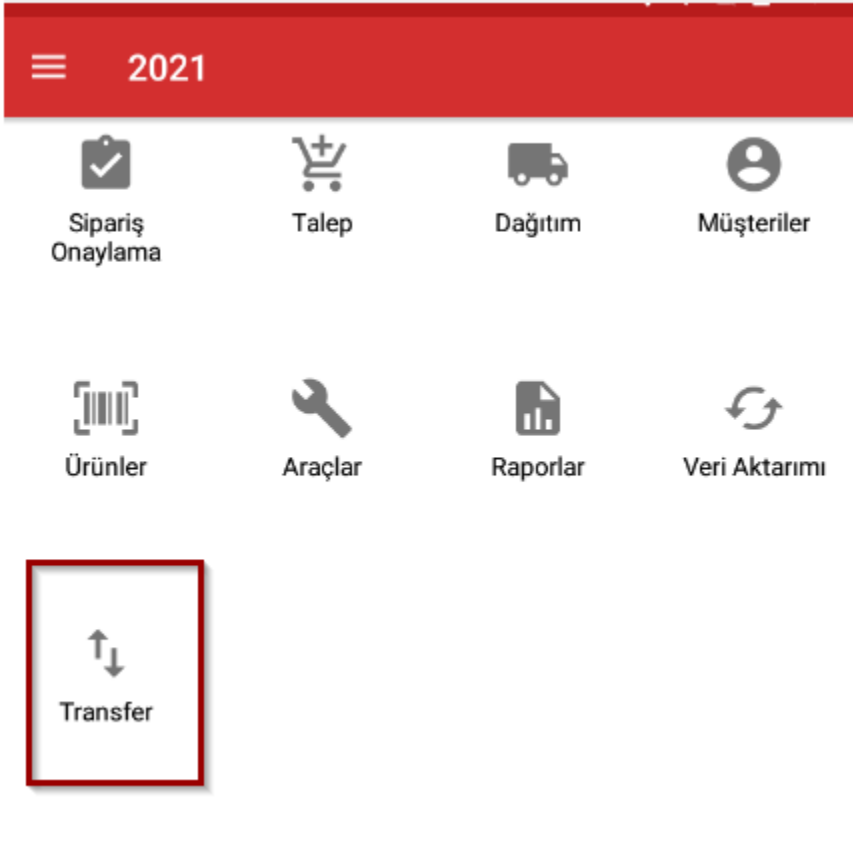 2021
Sipariş
Onaylama
Talep
Dağıtım
Müşteriler
Ürünler
Araçlar
Raporlar
Veri Aktarımı
Transfer